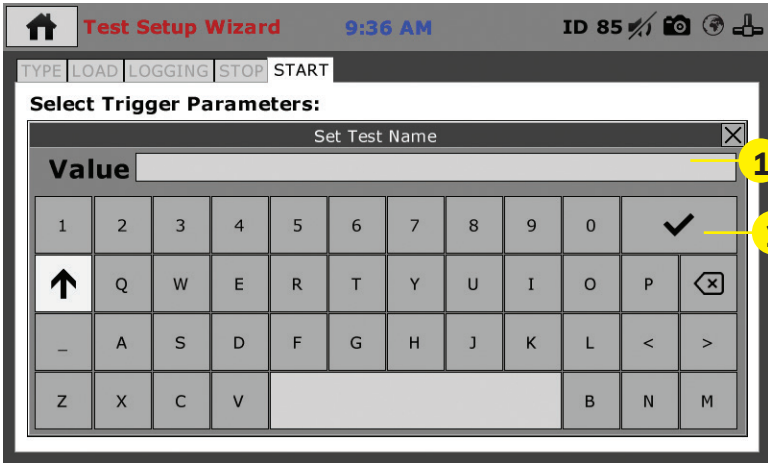 Test Setup Wizard 9:36 AM ID 85
TYPE LOAD LOGGING STOP START
Select Trigger Parameters:
Set Test Name
Value
1
1 2 3 4 5 6 7 8 9 0
Q W E R T Y U I O P
_ A S D F G H J K L < >
Z X C V B N M